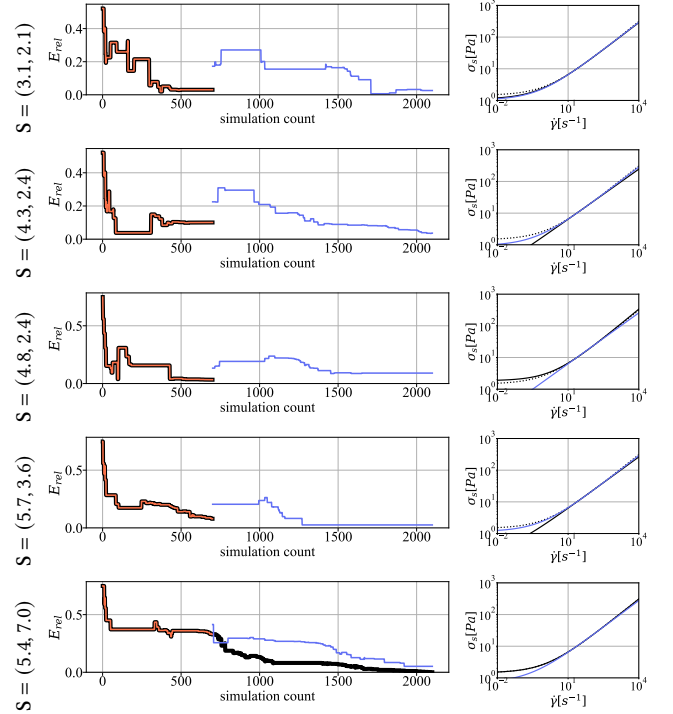 S = (3.1, 2.1)
E_rel
0.4
0.2
0.0
0 500 1000 1500 2000
simulation count
σ_s[Pa]
10^3
10^2
10^1
10^0
10^-2 10^1 10^4
γ̇[s^-1]
S = (4.3, 2.4)
E_rel
0.4
0.2
0.0
0 500 1000 1500 2000
simulation count
σ_s[Pa]
10^3
10^2
10^1
10^0
10^-2 10^1 10^4
γ̇[s^-1]
S = (4.8, 2.4)
E_rel
0.5
0.0
0 500 1000 1500 2000
simulation count
σ_s[Pa]
10^3
10^2
10^1
10^0
10^-2 10^1 10^4
γ̇[s^-1]
S = (5.7, 3.6)
E_rel
0.5
0.0
0 500 1000 1500 2000
simulation count
σ_s[Pa]
10^3
10^2
10^1
10^0
10^-2 10^1 10^4
γ̇[s^-1]
S = (5.4, 7.0)
E_rel
0.5
0.0
0 500 1000 1500 2000
simulation count
σ_s[Pa]
10^3
10^2
10^1
10^0
10^-2 10^1 10^4
γ̇[s^-1]